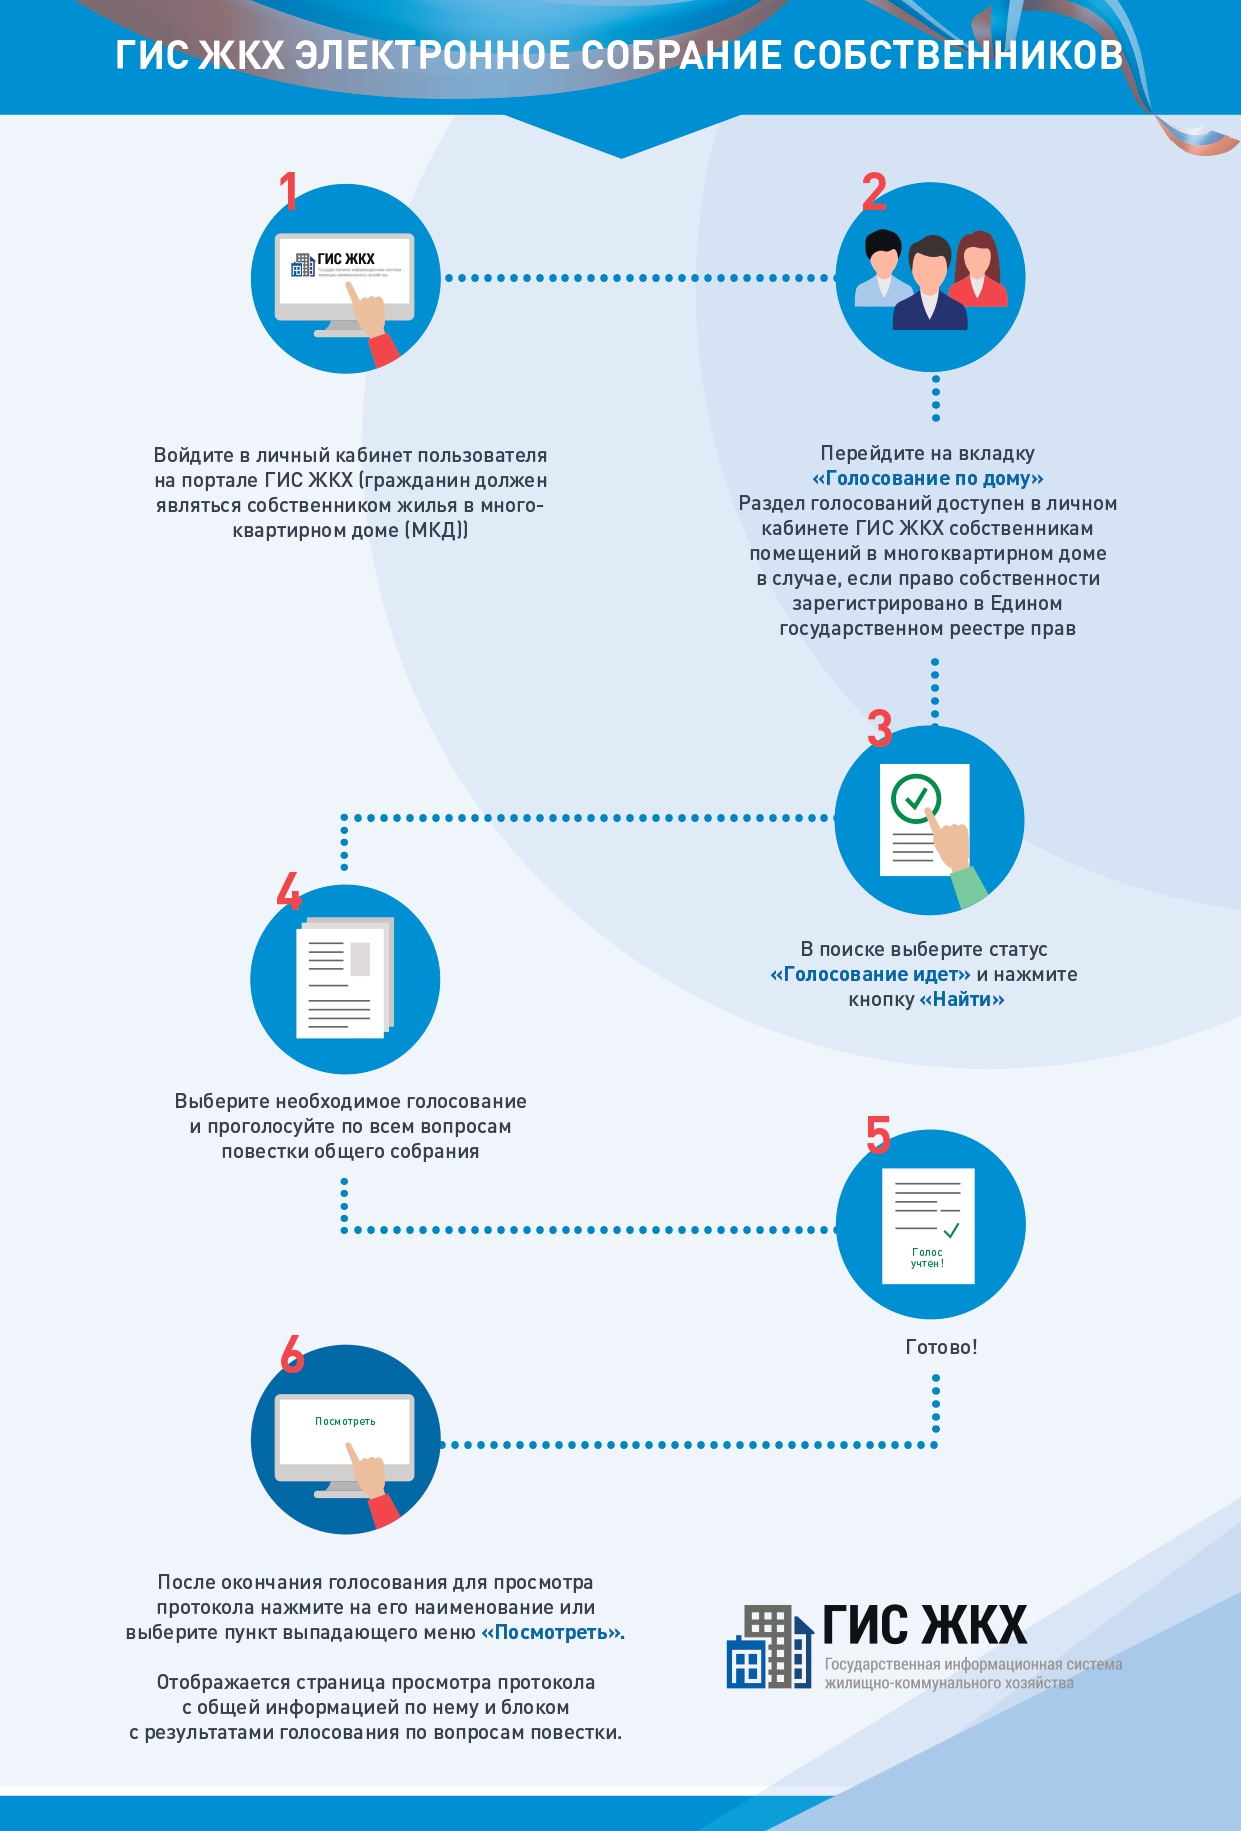 ГИС ЖКХ ЭЛЕКТРОННОЕ СОБРАНИЕ СОБСТВЕННИКОВ
1
ГИС ЖКХ
Государственная информационная система
жилищно-коммунального хозяйства
Войдите в личный кабинет пользователя
на портале ГИС ЖКХ (гражданин должен
являться собственником жилья в много-
квартирном доме (МКД))
2
Перейдите на вкладку
«Голосование по дому»
Раздел голосований доступен в личном
кабинете ГИС ЖКХ собственникам
помещений в многоквартирном доме
в случае, если право собственности
зарегистрировано в Едином
государственном реестре прав
3
В поиске выберите статус
«Голосование идет» и нажмите
кнопку «Найти»
4
Выберите необходимое голосование
и проголосуйте по всем вопросам
повестки общего собрания
5
Голос
учтен!
Готово!
6
Посмотреть
После окончания голосования для просмотра
протокола нажмите на его наименование или
выберите пункт выпадающего меню «Посмотреть».
Отображается страница просмотра протокола
с общей информацией по нему и блоком
с результатами голосования по вопросам повестки.
ГИС ЖКХ
Государственная информационная система
жилищно-коммунального хозяйства